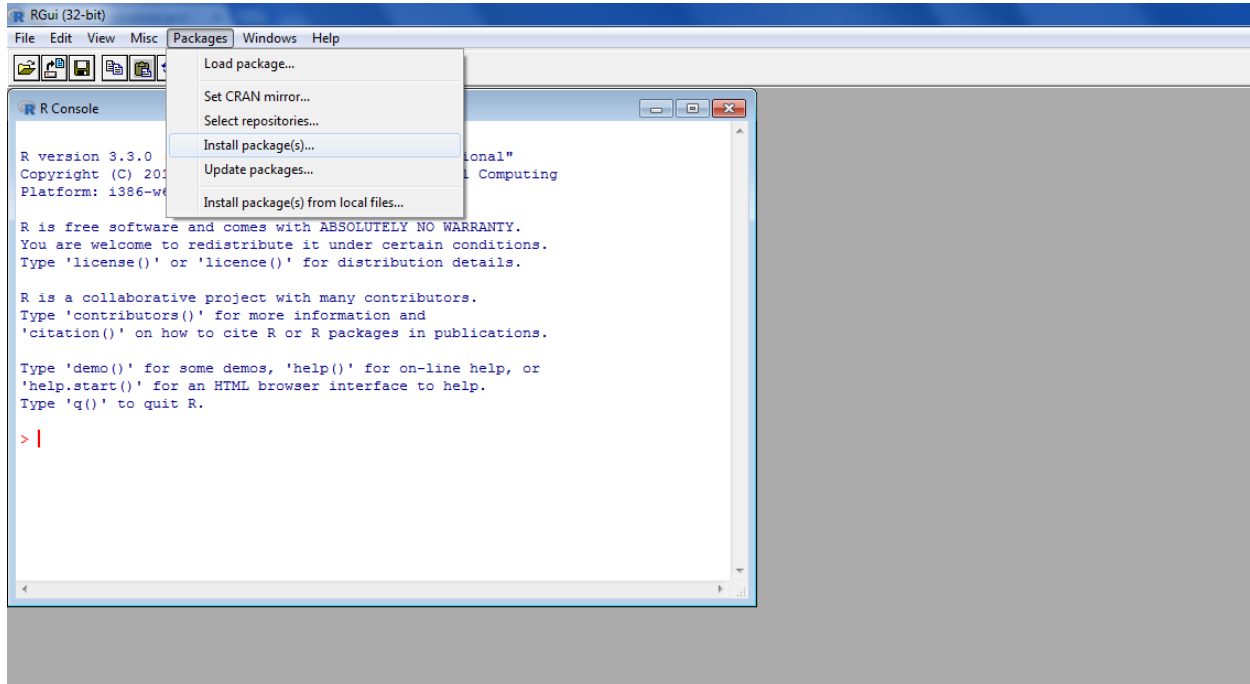 RGui (32-bit)
File Edit View Misc Packages Windows Help
Load package...
Set CRAN mirror...
Select repositories...
Install package(s)...
Update packages...
Install package(s) from local files...
R Console
R version 3.3.0
Copyright (C) Computing
Platform:
R is free software and comes with ABSOLUTELY NO WARRANTY.
You are welcome to redistribute it under certain conditions.
Type 'license()' or 'licence()' for distribution details.
R is a collaborative project with many contributors.
Type 'contributors()' for more information and
'citation()' on how to cite R or R packages in publications.
Type 'demo()' for some demos, 'help()' for on-line help, or
'help.start()' for an HTML browser interface to help.
Type 'q()' to quit R.
>